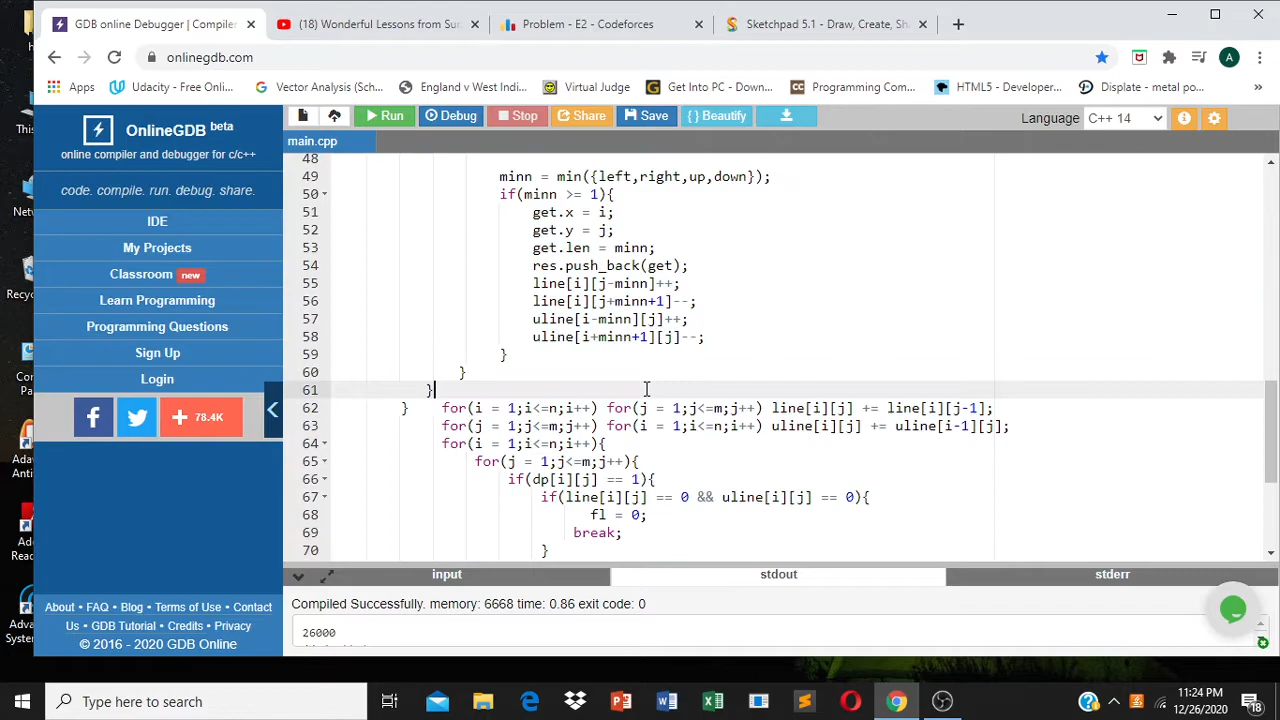 GDB online Debugger | Compiler
(18) Wonderful Lessons from Sur
Problem - E2 - Codeforces
Sketchpad 5.1 - Draw, Create, Sh
onlinegdb.com
A
Apps
Udacity - Free Onli...
Vector Analysis (Sch...
England v West Indi...
Virtual Judge
Get Into PC - Down...
Programming Com...
HTML5 - Developer...
Displate - metal po...
»
OnlineGDB beta
online compiler and debugger for c/c++
code. compile. run. debug. share.
IDE
My Projects
Classroom new
Learn Programming
Programming Questions
Sign Up
Login
78.4K
About • FAQ • Blog • Terms of Use • Contact
Us • GDB Tutorial • Credits • Privacy
© 2016 - 2020 GDB Online
Run
Debug
Stop
Share
Save
{ } Beautify
Language C++ 14
main.cpp
48
49 minn = min({left,right,up,down});
50 if(minn >= 1){
51 get.x = i;
52 get.y = j;
53 get.len = minn;
54 res.push_back(get);
55 line[i][j-minn]++;
56 line[i][j+minn+1]--;
57 uline[i-minn][j]++;
58 uline[i+minn+1][j]--;
59 }
60 }
61 }
62 } for(i = 1;i<=n;i++) for(j = 1;j<=m;j++) line[i][j] += line[i][j-1];
63 for(j = 1;j<=m;j++) for(i = 1;i<=n;i++) uline[i][j] += uline[i-1][j];
64 for(i = 1;i<=n;i++){
65 for(j = 1;j<=m;j++){
66 if(dp[i][j] == 1){
67 if(line[i][j] == 0 && uline[i][j] == 0){
68 fl = 0;
69 break;
70 }
input
stdout
stderr
Compiled Successfully. memory: 6668 time: 0.86 exit code: 0
26000
Type here to search
11:24 PM
12/26/2020
18